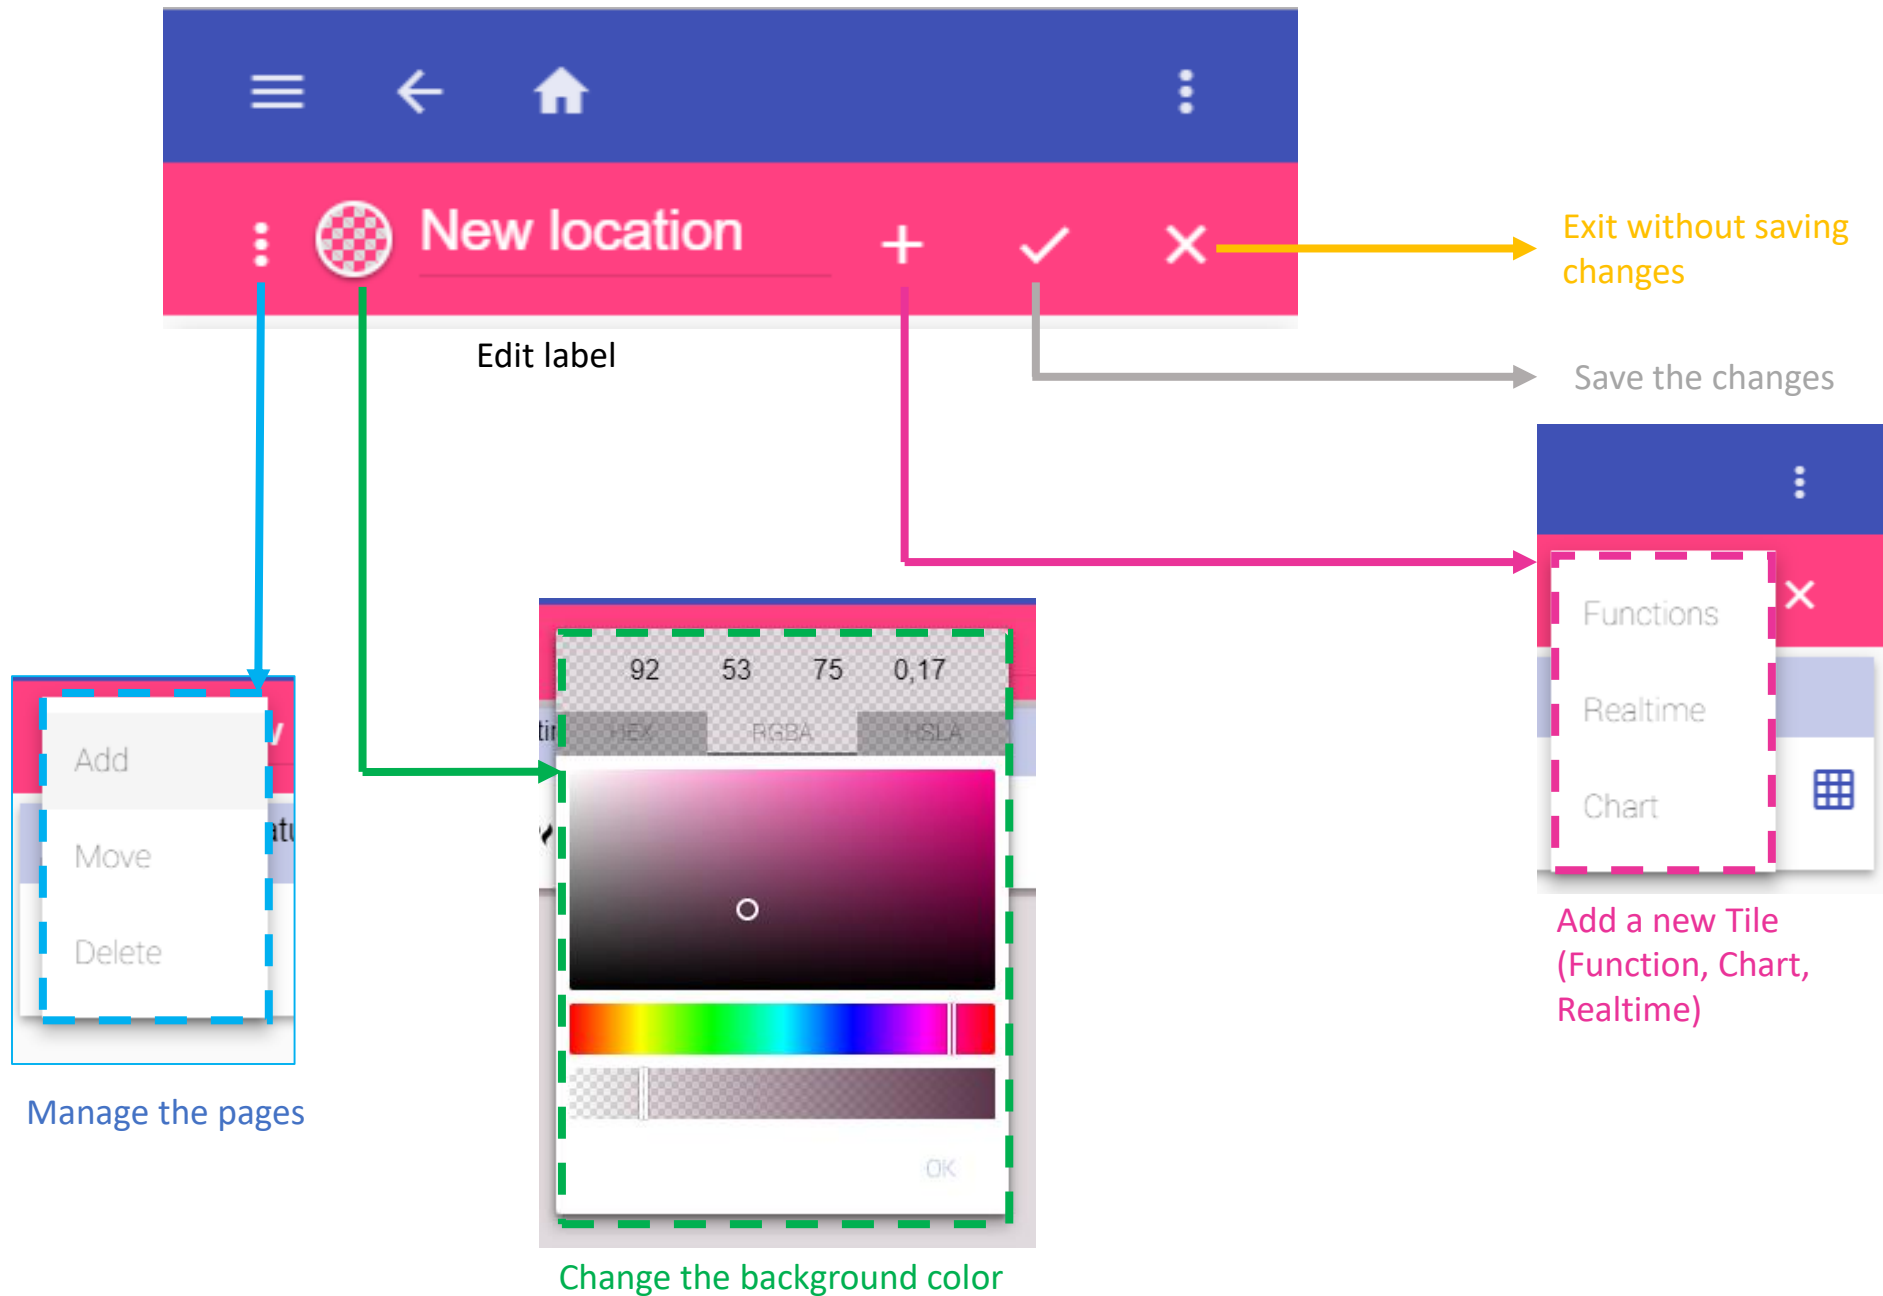 New location
Edit label
Exit without saving
changes
Save the changes
Functions
Realtime
Chart
Add a new Tile
(Function, Chart,
Realtime)
Add
Move
Delete
Manage the pages
92 53 75 0,17
HEX RGBA HSLA
OK
Change the background color